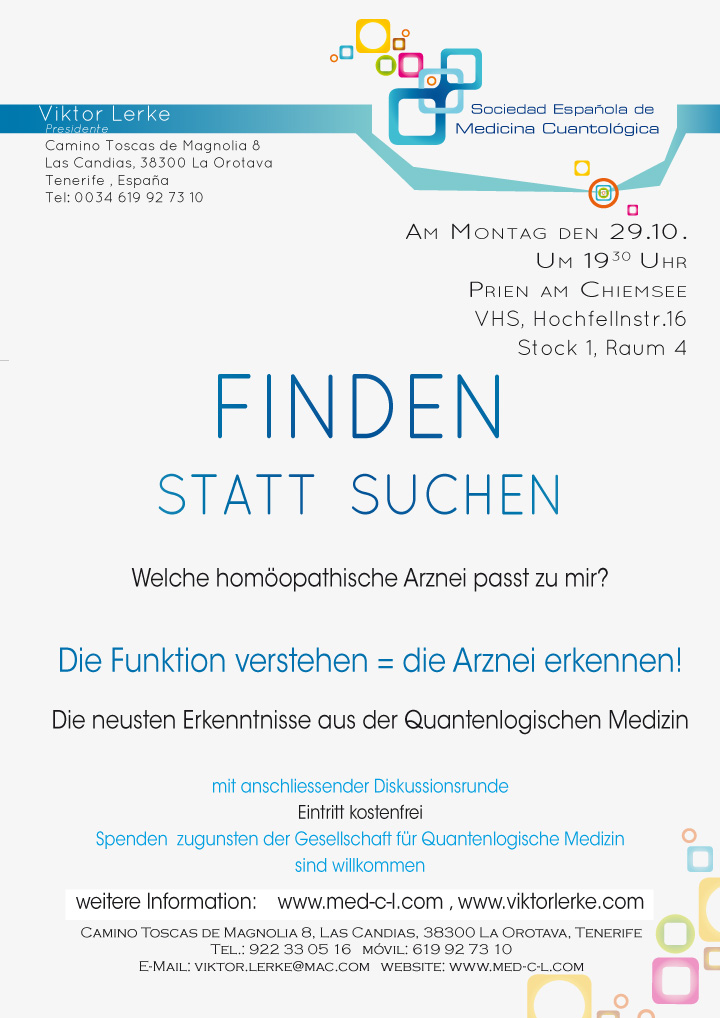 Viktor Lerke
Presidente
Camino Toscas de Magnolia 8
Las Candias, 38300 La Orotava
Tenerife , España
Tel: 0034 619 92 73 10
Sociedad Española de
Medicina Cuantológica
Am Montag den 29.10.
Um 19³⁰ Uhr
Prien am Chiemsee
VHS, Hochfellnstr.16
Stock 1, Raum 4
FINDEN
STATT SUCHEN
Welche homöopathische Arznei passt zu mir?
Die Funktion verstehen = die Arznei erkennen!
Die neusten Erkenntnisse aus der Quantenlogischen Medizin
mit anschliessender Diskussionsrunde
Eintritt kostenfrei
Spenden zugunsten der Gesellschaft für Quantenlogische Medizin
sind willkommen
weitere Information: www.med-c-l.com , www.viktorlerke.com
Camino Toscas de Magnolia 8, Las Candias, 38300 La Orotava, Tenerife
Tel.: 922 33 05 16 móvil: 619 92 73 10
E-Mail: viktor.lerke@mac.com website: www.med-c-l.com